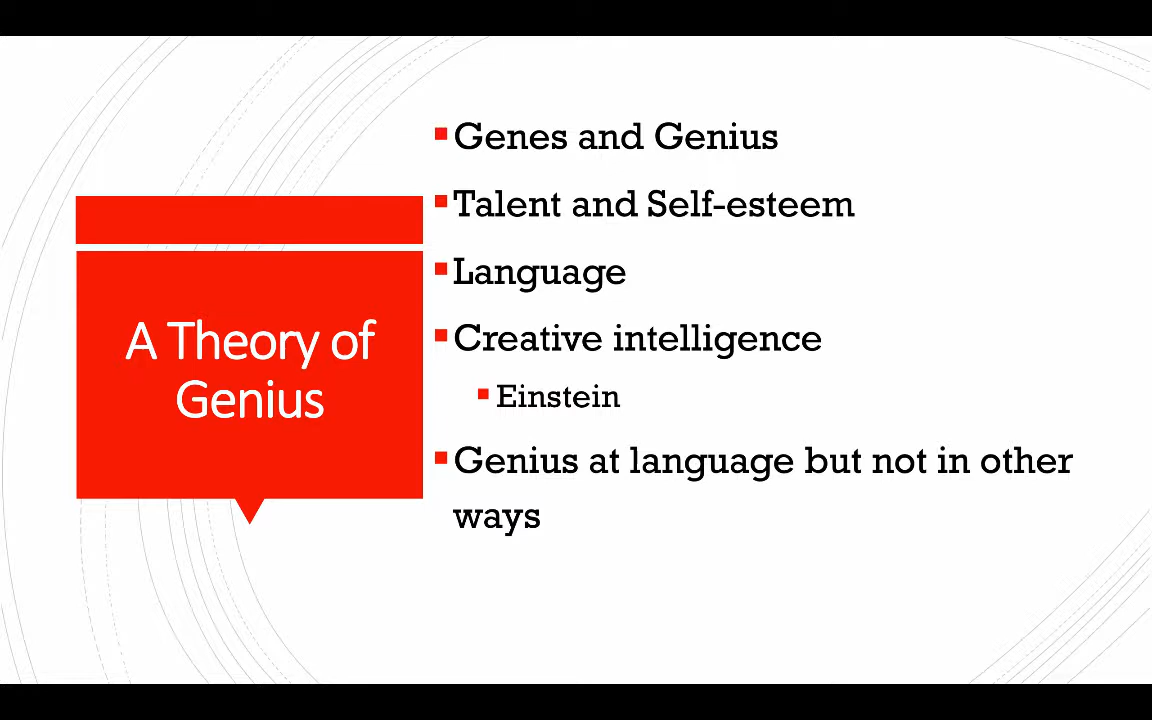 A Theory of
Genius
Genes and Genius
Talent and Self-esteem
Language
Creative intelligence
Einstein
Genius at language but not in other
ways